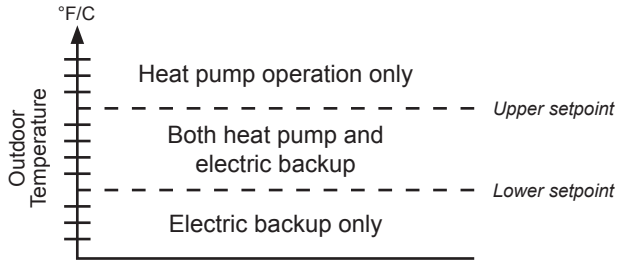 °F/C
Heat pump operation only
Upper setpoint
Outdoor
Temperature
Both heat pump and
electric backup
Lower setpoint
Electric backup only